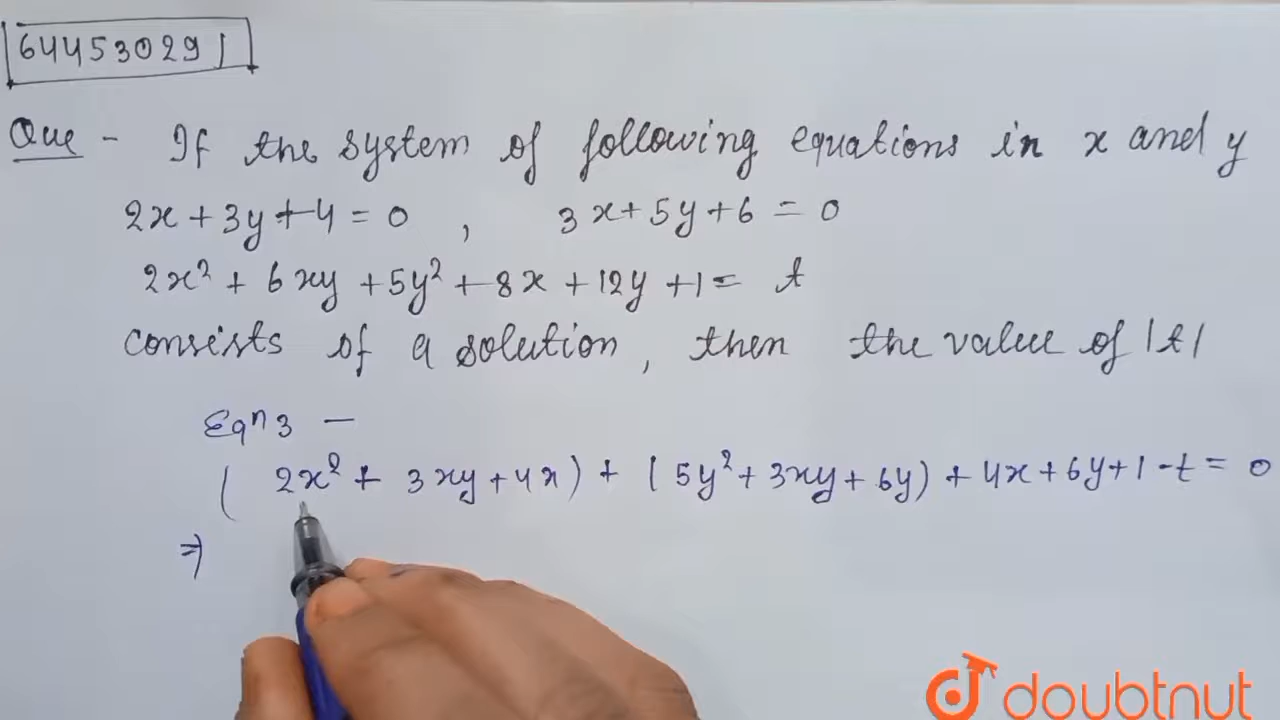 644530291
Que - If the system of following equations in x and y
2x + 3y + 4 = 0 , 3x + 5y + 6 = 0
2x² + 6xy + 5y² + 8x + 12y + 1 = t
consists of a solution, then the value of |t|
Eqⁿ 3 -
( 2x² + 3xy + 4x ) + ( 5y² + 3xy + 6y ) + 4x + 6y + 1 - t = 0
⇒
doubtnut